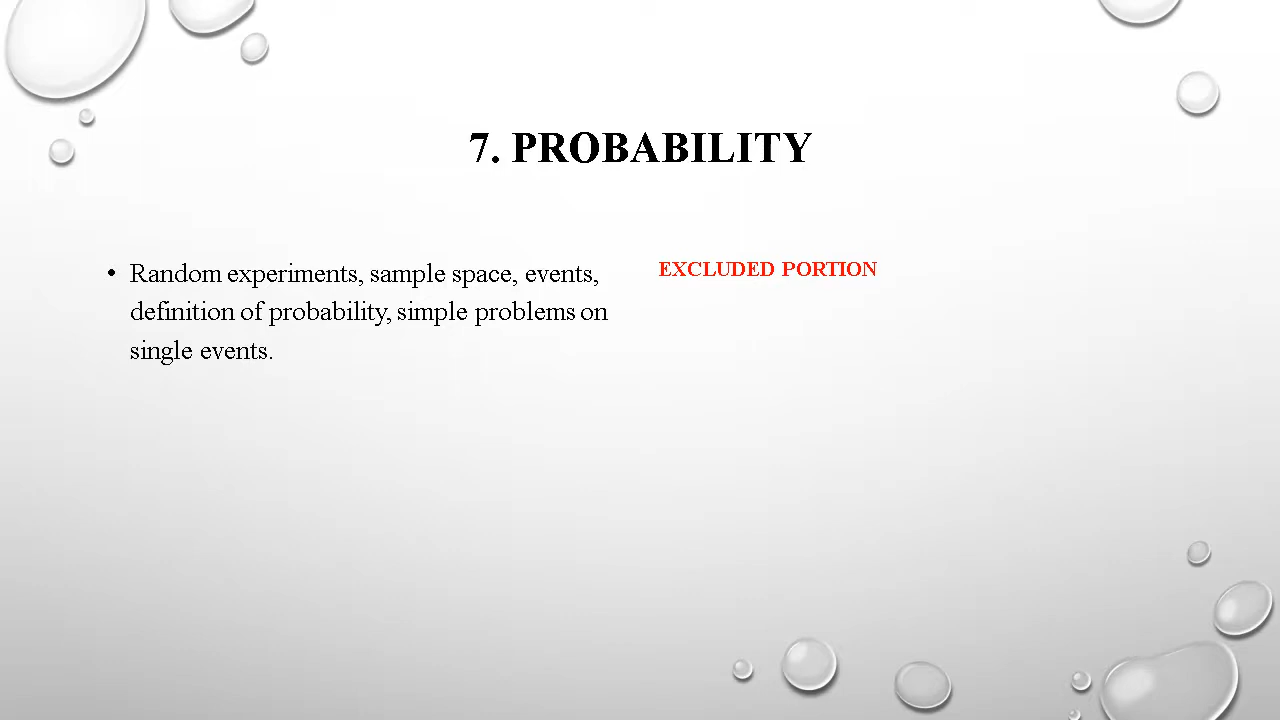 7. PROBABILITY
• Random experiments, sample space, events,
definition of probability, simple problems on
single events.
EXCLUDED PORTION